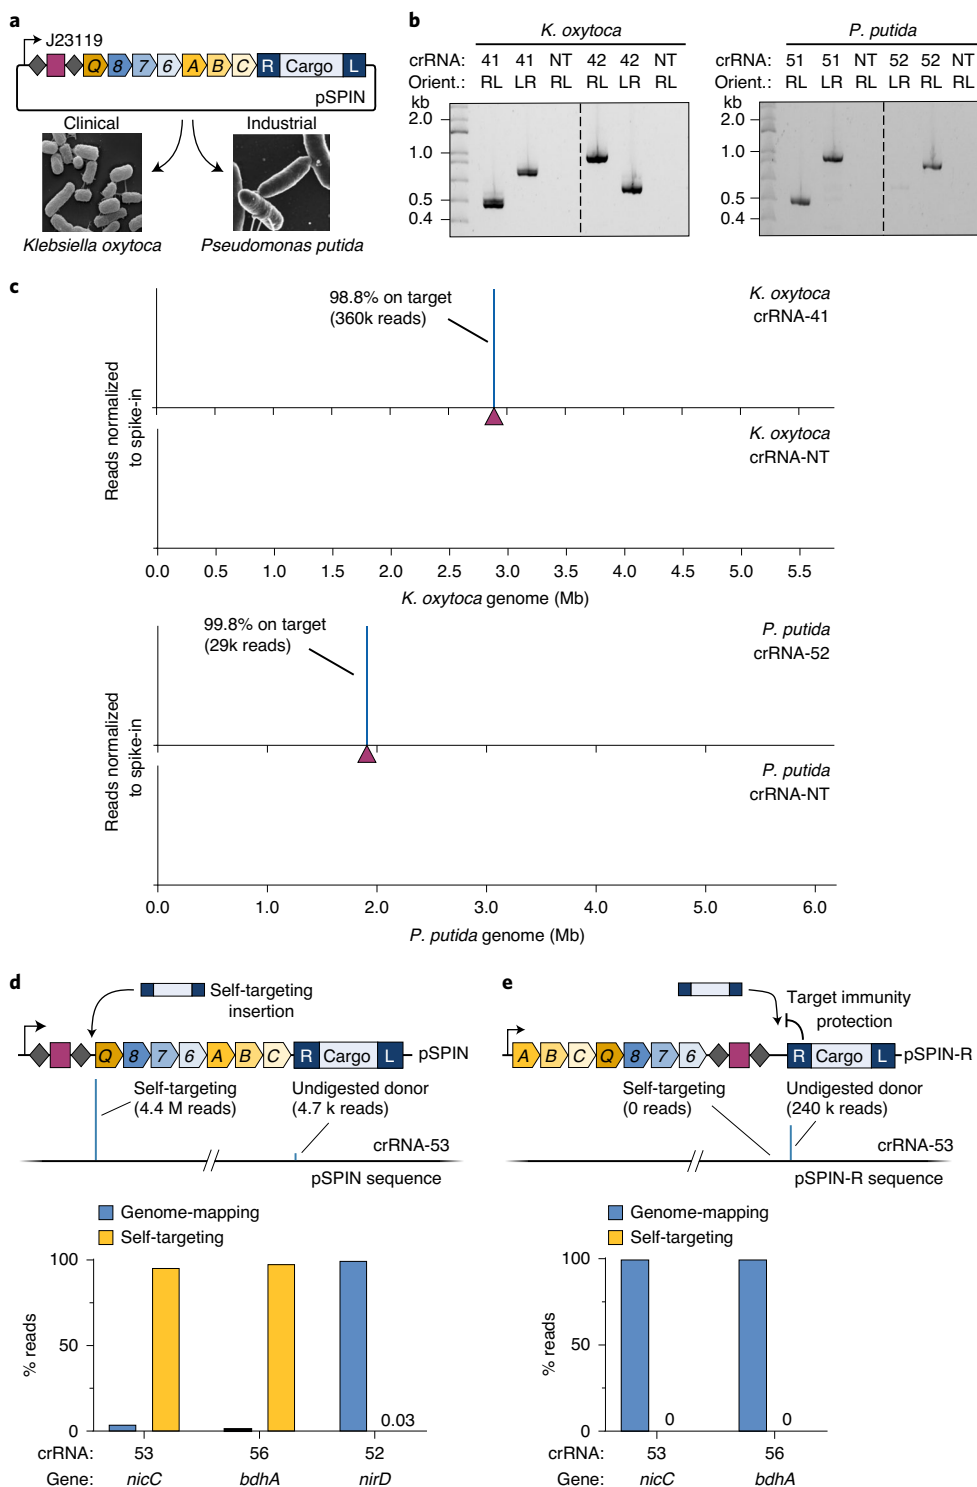 a
J23119
Q 8 7 6 A B C R Cargo L
pSPIN
Clinical Industrial
Klebsiella oxytoca Pseudomonas putida
b
K. oxytoca
crRNA: 41 41 NT 42 42 NT
Orient.: RL LR RL RL LR RL
kb
2.0
1.0
0.5
0.4
P. putida
crRNA: 51 51 NT 52 52 NT
Orient.: RL LR RL LR RL RL
kb
2.0
1.0
0.5
0.4
c
98.8% on target
(360k reads)
K. oxytoca
crRNA-41
Reads normalized
to spike-in
K. oxytoca
crRNA-NT
0.0 0.5 1.0 1.5 2.0 2.5 3.0 3.5 4.0 4.5 5.0 5.5
K. oxytoca genome (Mb)
99.8% on target
(29k reads)
P. putida
crRNA-52
Reads normalized
to spike-in
P. putida
crRNA-NT
0.0 1.0 2.0 3.0 4.0 5.0 6.0
P. putida genome (Mb)
d
Self-targeting
insertion
Q 8 7 6 A B C R Cargo L pSPIN
Self-targeting
(4.4 M reads)
Undigested donor
(4.7 k reads)
crRNA-53
pSPIN sequence
Genome-mapping
Self-targeting
% reads
100
50
0
0.03
crRNA: 53 56 52
Gene: nicC bdhA nirD
e
Target immunity
protection
A B C Q 8 7 6 R Cargo L pSPIN-R
Self-targeting
(0 reads)
Undigested donor
(240 k reads)
crRNA-53
pSPIN-R sequence
Genome-mapping
Self-targeting
% reads
100
50
0
0 0
crRNA: 53 56
Gene: nicC bdhA